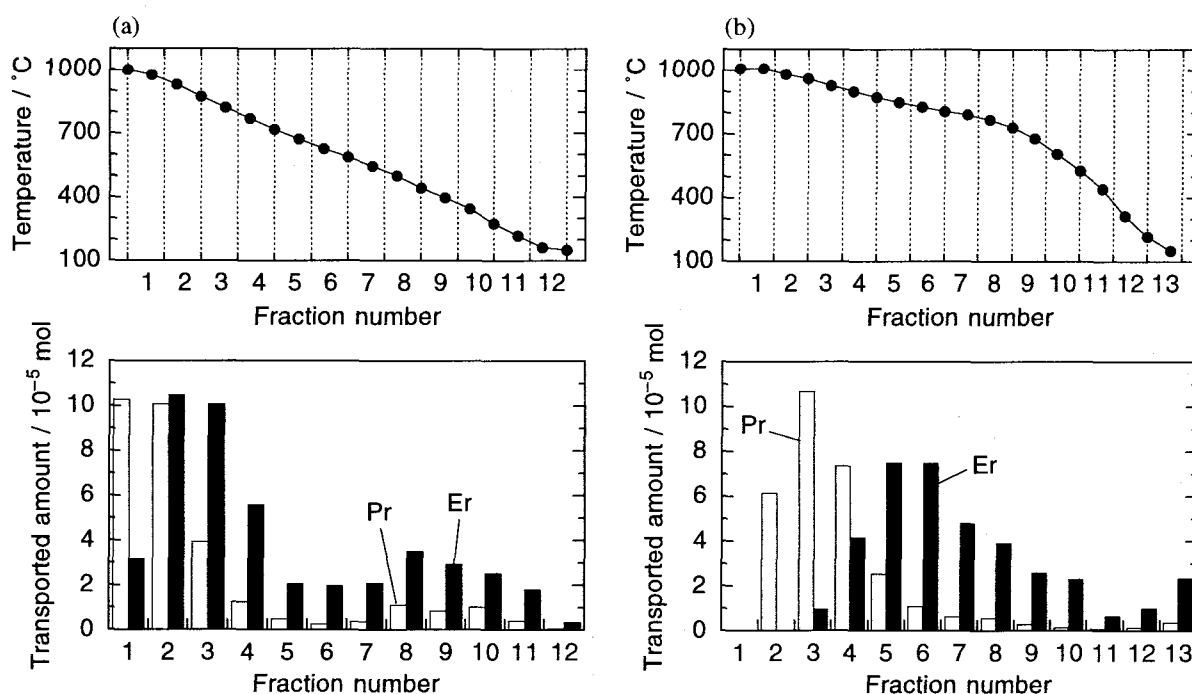 (a)
Temperature / °C
1000
700
400
100
1 2 3 4 5 6 7 8 9 10 11 12
Fraction number
Transported amount / 10⁻⁵ mol
12
10
8
6
4
2
0
Pr
Er
1 2 3 4 5 6 7 8 9 10 11 12
Fraction number
(b)
Temperature / °C
1000
700
400
100
1 2 3 4 5 6 7 8 9 10 11 12 13
Fraction number
Transported amount / 10⁻⁵ mol
12
10
8
6
4
2
0
Pr
Er
1 2 3 4 5 6 7 8 9 10 11 12 13
Fraction number